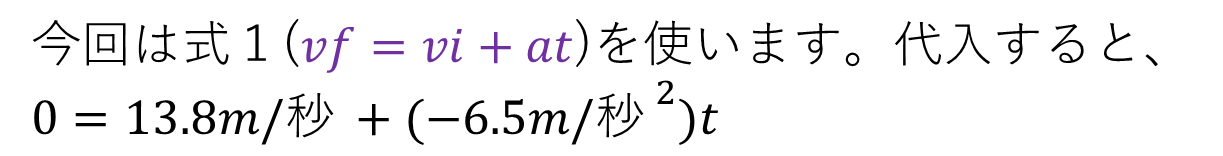 今回は式１(vf = vi + at)を使います。代入すると、
0 = 13.8m/秒 + (−6.5m/秒²)t